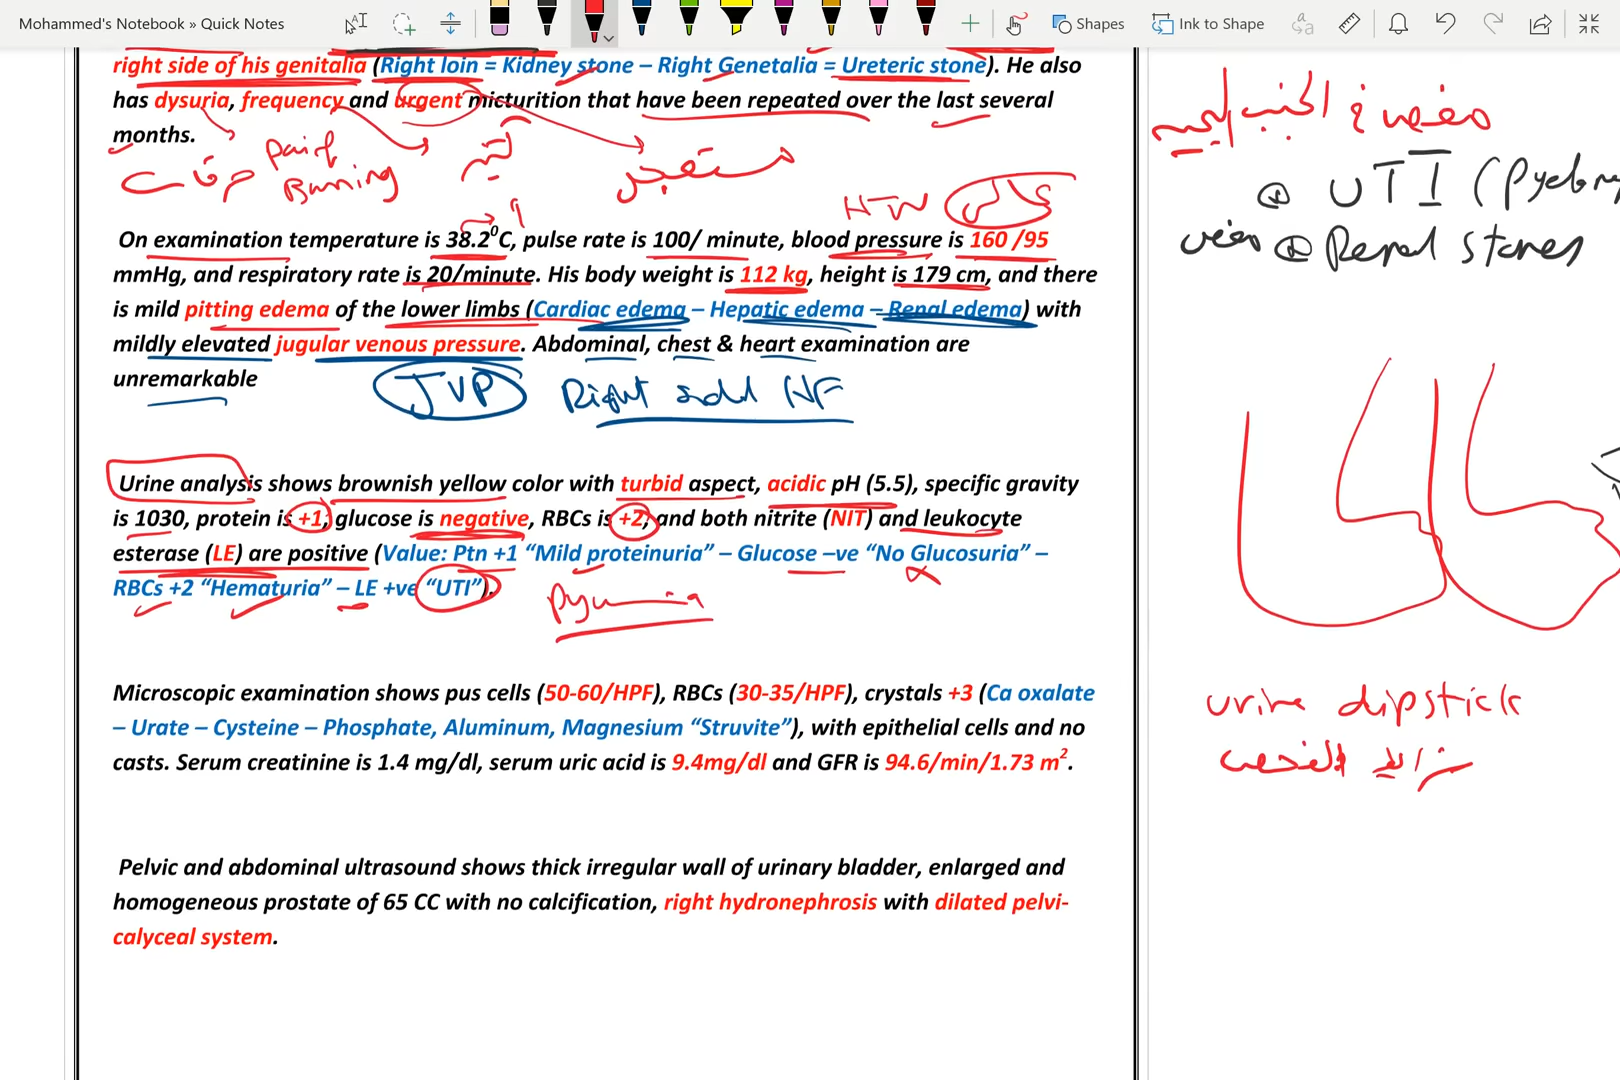 Mohammed's Notebook » Quick Notes
Shapes
Ink to Shape
right side of his genitalia (Right loin = Kidney stone – Right Genetalia = Ureteric stone). He also
has dysuria, frequency and urgent micturition that have been repeated over the last several
months.
pain
Burning
HTN
On examination temperature is 38.2⁰C, pulse rate is 100/ minute, blood pressure is 160 /95
mmHg, and respiratory rate is 20/minute. His body weight is 112 kg, height is 179 cm, and there
is mild pitting edema of the lower limbs (Cardiac edema – Hepatic edema – Renal edema) with
mildly elevated jugular venous pressure. Abdominal, chest & heart examination are
unremarkable
JVP Right sided HF
Urine analysis shows brownish yellow color with turbid aspect, acidic pH (5.5), specific gravity
is 1030, protein is +1, glucose is negative, RBCs is +2, and both nitrite (NIT) and leukocyte
esterase (LE) are positive (Value: Ptn +1 “Mild proteinuria” – Glucose –ve “No Glucosuria” –
RBCs +2 “Hematuria” – LE +ve “UTI”).
Pyuria
Microscopic examination shows pus cells (50-60/HPF), RBCs (30-35/HPF), crystals +3 (Ca oxalate
– Urate – Cysteine – Phosphate, Aluminum, Magnesium “Struvite”), with epithelial cells and no
casts. Serum creatinine is 1.4 mg/dl, serum uric acid is 9.4mg/dl and GFR is 94.6/min/1.73 m².
Pelvic and abdominal ultrasound shows thick irregular wall of urinary bladder, enlarged and
homogeneous prostate of 65 CC with no calcification, right hydronephrosis with dilated pelvi-
calyceal system.
في الجنب اليمين
UTI (Pyelon
Renal stones
urine dipstick